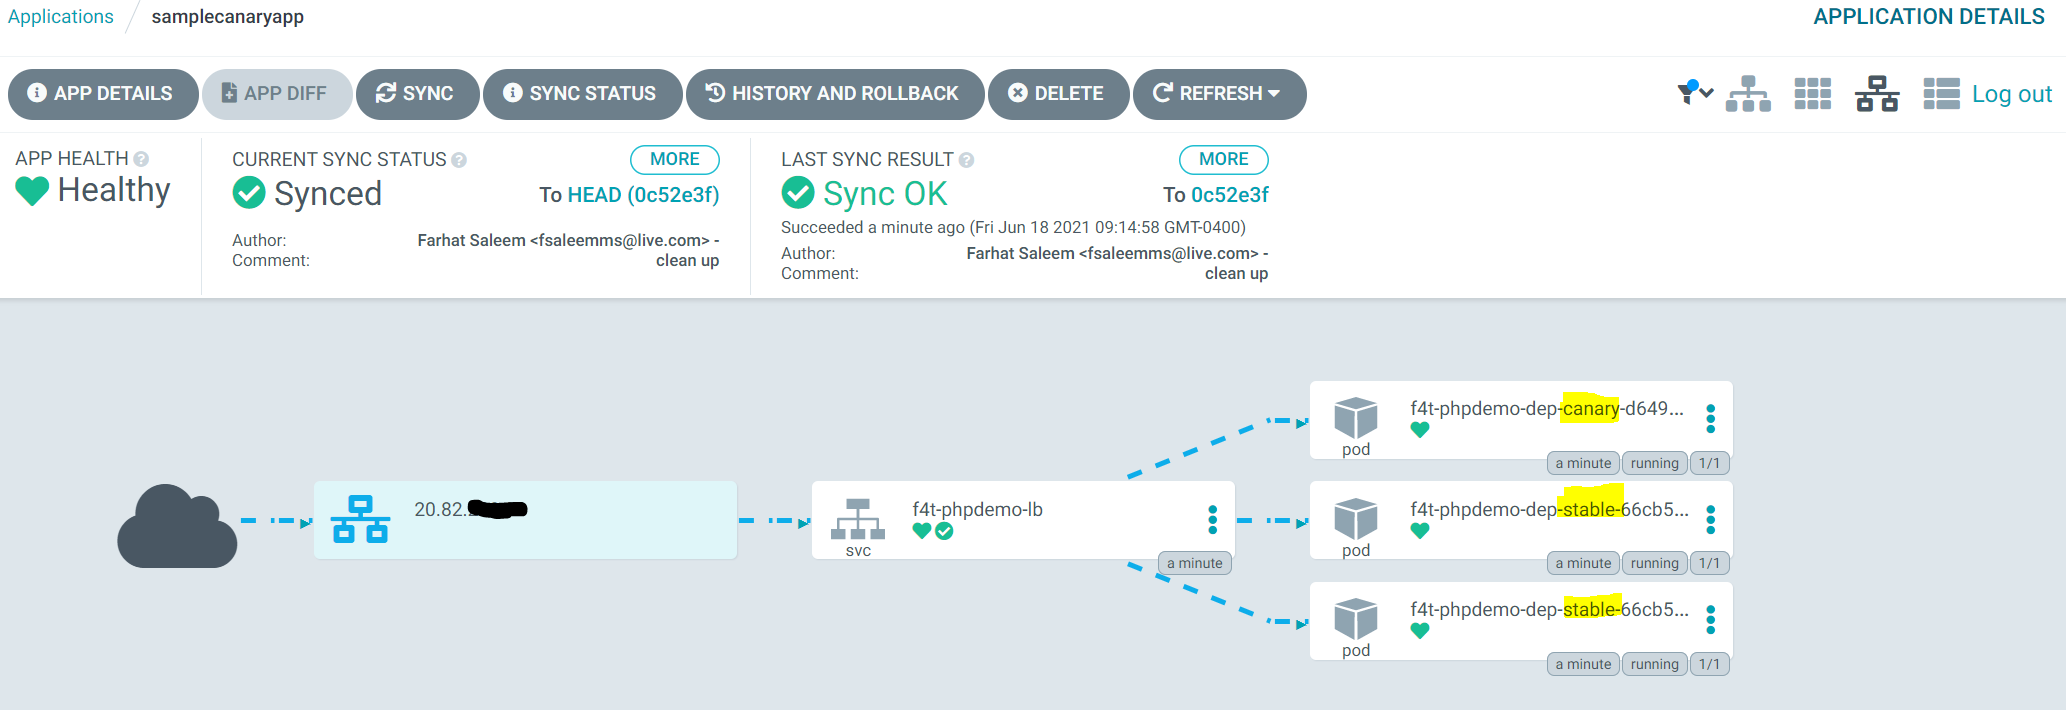 Applications / samplecanaryapp
APPLICATION DETAILS
APP DETAILS
APP DIFF
SYNC
SYNC STATUS
HISTORY AND ROLLBACK
DELETE
REFRESH
Log out
APP HEALTH ?
Healthy
CURRENT SYNC STATUS ?
MORE
Synced
To HEAD (0c52e3f)
Author: Farhat Saleem <fsaleemms@live.com> -
Comment: clean up
LAST SYNC RESULT ?
MORE
Sync OK
To 0c52e3f
Succeeded a minute ago (Fri Jun 18 2021 09:14:58 GMT-0400)
Author: Farhat Saleem <fsaleemms@live.com> -
Comment: clean up
20.82.
f4t-phpdemo-lb
svc
a minute
f4t-phpdemo-dep-canary-d649...
pod
a minute running 1/1
f4t-phpdemo-dep-stable-66cb5...
pod
a minute running 1/1
f4t-phpdemo-dep-stable-66cb5...
pod
a minute running 1/1